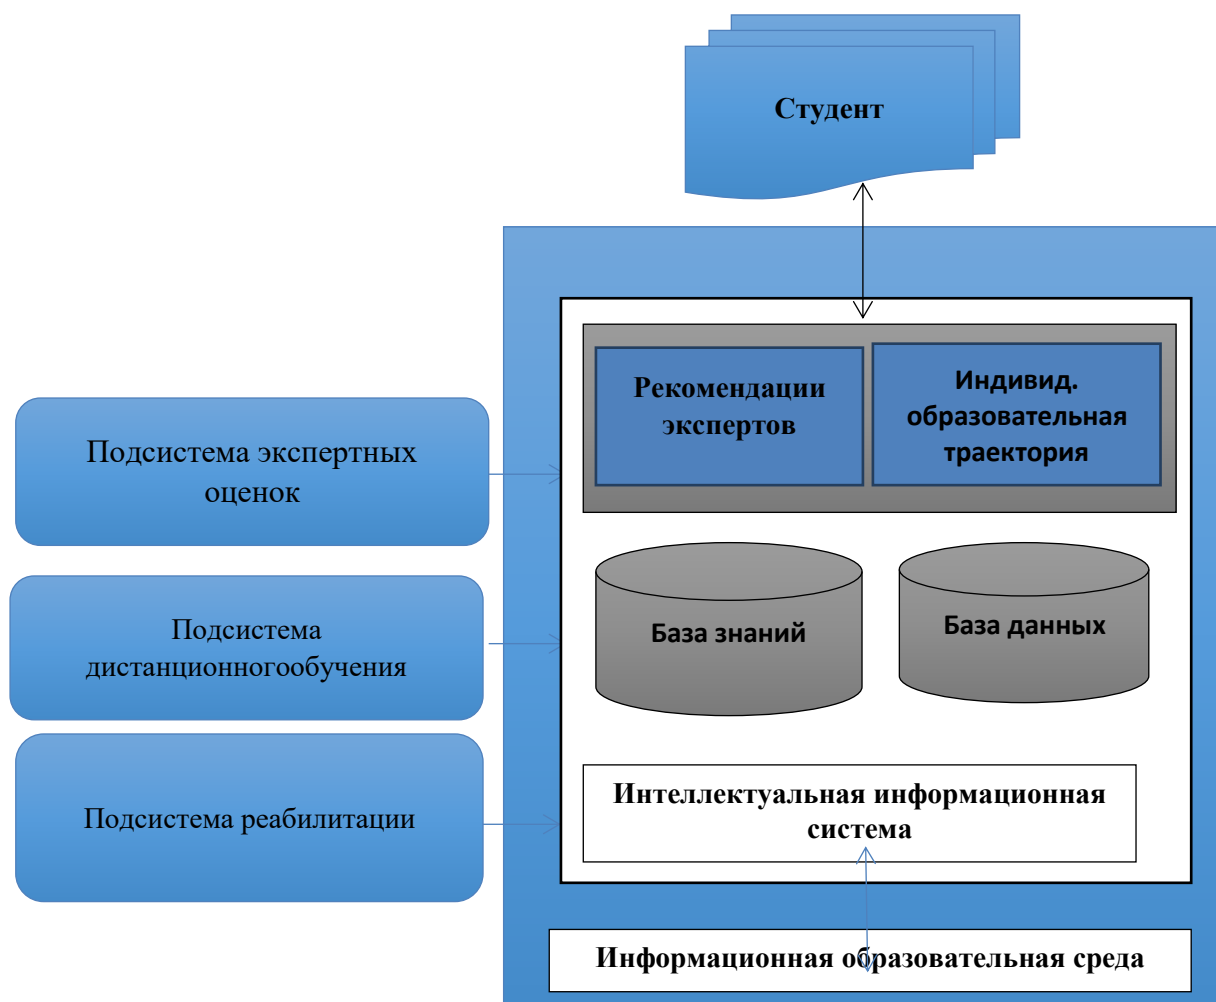 Студент
Рекомендации
экспертов
Индивид.
образовательная
траектория
Подсистема экспертных
оценок
База знаний
База данных
Подсистема
дистанционногообучения
Интеллектуальная информационная
система
Подсистема реабилитации
Информационная образовательная среда